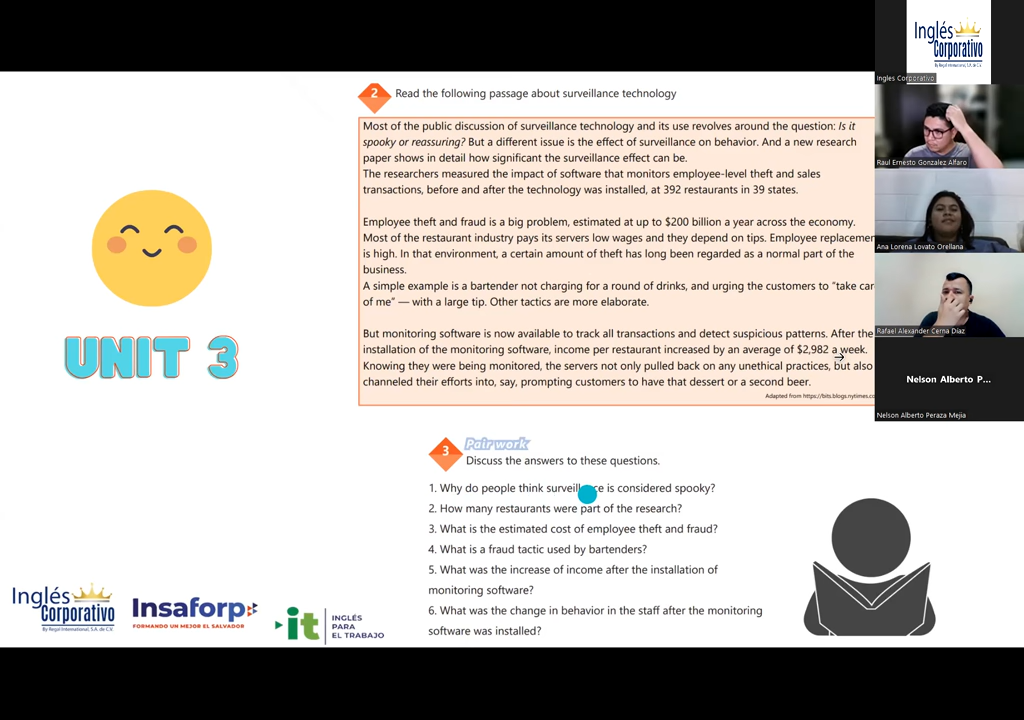 2 Read the following passage about surveillance technology
Most of the public discussion of surveillance technology and its use revolves around the question: Is it
spooky or reassuring? But a different issue is the effect of surveillance on behavior. And a new research
paper shows in detail how significant the surveillance effect can be.
The researchers measured the impact of software that monitors employee-level theft and sales
transactions, before and after the technology was installed, at 392 restaurants in 39 states.
Employee theft and fraud is a big problem, estimated at up to $200 billion a year across the economy.
Most of the restaurant industry pays its servers low wages and they depend on tips. Employee replacemen
is high. In that environment, a certain amount of theft has long been regarded as a normal part of the
business.
A simple example is a bartender not charging for a round of drinks, and urging the customers to “take car
of me” — with a large tip. Other tactics are more elaborate.
But monitoring software is now available to track all transactions and detect suspicious patterns. After the
installation of the monitoring software, income per restaurant increased by an average of $2,982 a week.
Knowing they were being monitored, the servers not only pulled back on any unethical practices, but also
channeled their efforts into, say, prompting customers to have that dessert or a second beer.
Adapted from https://bits.blogs.nytimes.co
UNIT 3
3 Pair work
Discuss the answers to these questions.
1. Why do people think surveillance is considered spooky?
2. How many restaurants were part of the research?
3. What is the estimated cost of employee theft and fraud?
4. What is a fraud tactic used by bartenders?
5. What was the increase of income after the installation of
monitoring software?
6. What was the change in behavior in the staff after the monitoring
software was installed?
Inglés
Corporativo
By Regal International, S.A. de C.V.
Insaforp
FORMANDO UN MEJOR EL SALVADOR
it
INGLÉS
PARA
EL TRABAJO
Inglés
Corporativo
By Regal International, S.A. de C.V.
Ingles Corporativo
Raul Ernesto Gonzalez Alfaro
Ana Lorena Lovato Orellana
Rafael Alexander Cerna Díaz
Nelson Alberto P...
Nelson Alberto Peraza Mejia